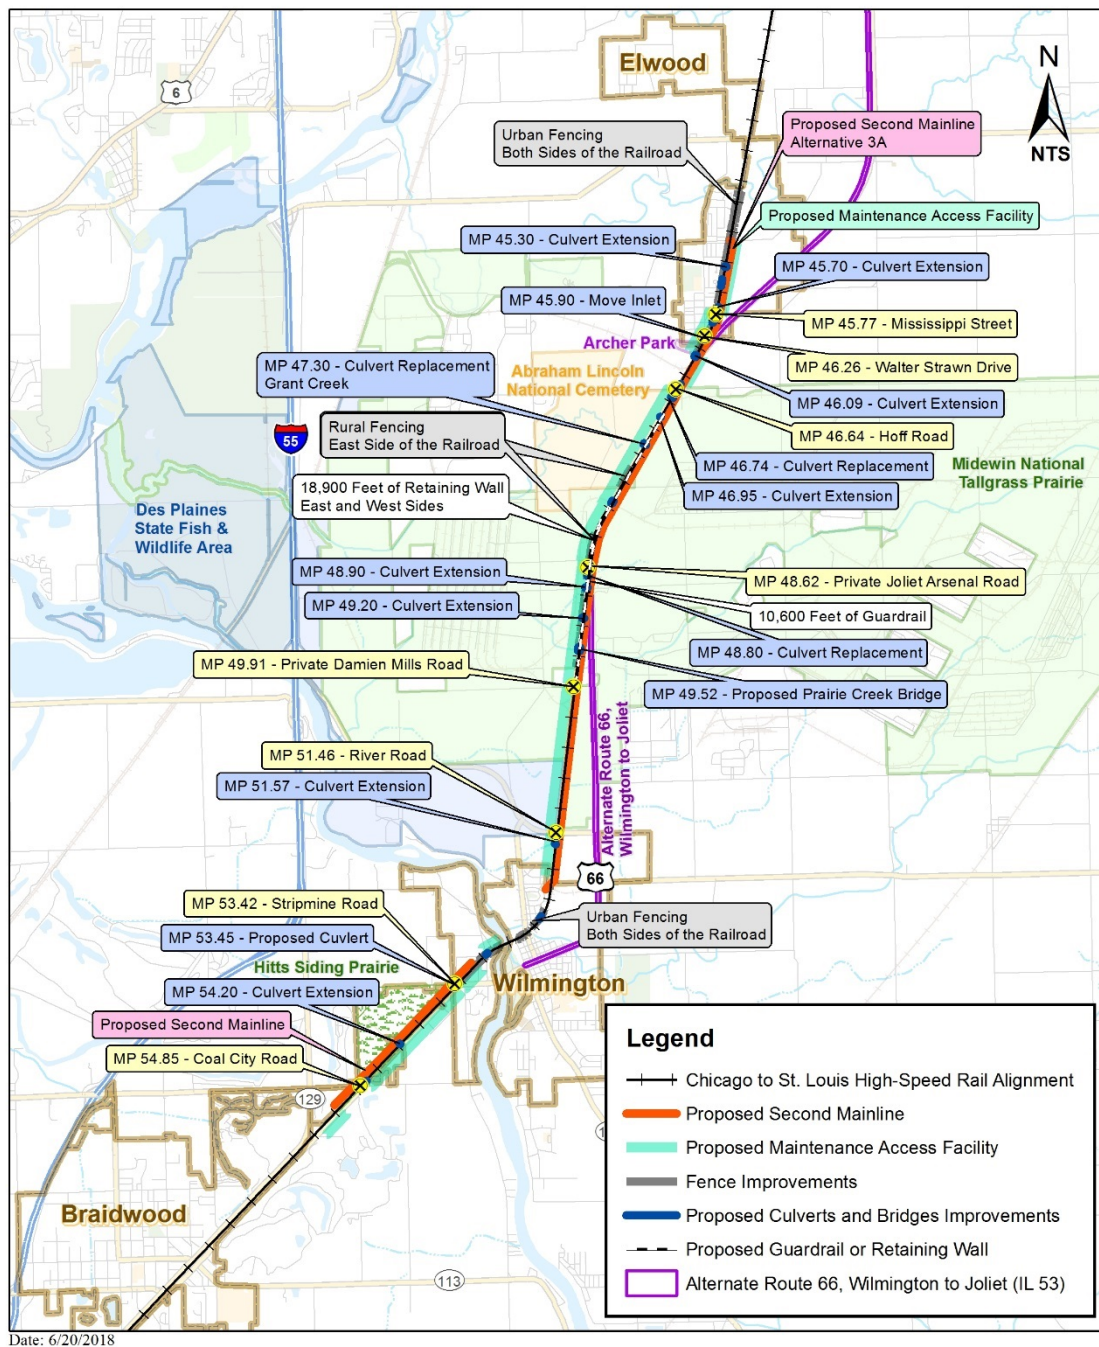 Elwood
N
NTS
6
Urban Fencing
Both Sides of the Railroad
Proposed Second Mainline
Alternative 3A
Proposed Maintenance Access Facility
MP 45.30 - Culvert Extension
MP 45.70 - Culvert Extension
MP 45.90 - Move Inlet
MP 45.77 - Mississippi Street
Archer Park
MP 46.26 - Walter Strawn Drive
MP 47.30 - Culvert Replacement
Grant Creek
Abraham Lincoln
National Cemetery
MP 46.09 - Culvert Extension
Rural Fencing
East Side of the Railroad
55
MP 46.64 - Hoff Road
MP 46.74 - Culvert Replacement
Midewin National
Tallgrass Prairie
18,900 Feet of Retaining Wall
East and West Sides
MP 46.95 - Culvert Extension
Des Plaines
State Fish &
Wildlife Area
MP 48.90 - Culvert Extension
MP 48.62 - Private Joliet Arsenal Road
MP 49.20 - Culvert Extension
10,600 Feet of Guardrail
MP 48.80 - Culvert Replacement
MP 49.91 - Private Damien Mills Road
MP 49.52 - Proposed Prairie Creek Bridge
Alternate Route 66,
Wilmington to Joliet
MP 51.46 - River Road
MP 51.57 - Culvert Extension
66
MP 53.42 - Stripmine Road
Urban Fencing
Both Sides of the Railroad
MP 53.45 - Proposed Cuvlert
Hitts Siding Prairie
Wilmington
MP 54.20 - Culvert Extension
Proposed Second Mainline
MP 54.85 - Coal City Road
129
Braidwood
113
Legend
Chicago to St. Louis High-Speed Rail Alignment
Proposed Second Mainline
Proposed Maintenance Access Facility
Fence Improvements
Proposed Culverts and Bridges Improvements
Proposed Guardrail or Retaining Wall
Alternate Route 66, Wilmington to Joliet (IL 53)
Date: 6/20/2018